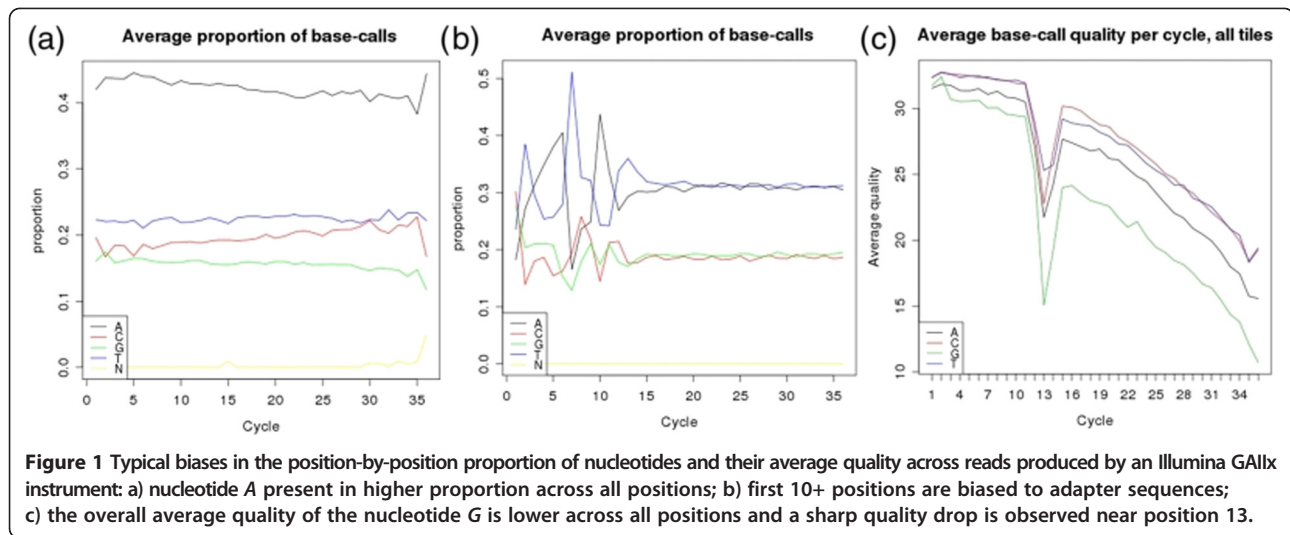 (a)
Average proportion of base-calls
proportion
0.0
0.1
0.2
0.3
0.4
A
C
G
T
N
0 5 10 15 20 25 30 35
Cycle
(b)
Average proportion of base-calls
proportion
0.0
0.1
0.2
0.3
0.4
0.5
A
C
G
T
N
0 5 10 15 20 25 30 35
Cycle
(c)
Average base-call quality per cycle, all tiles
Average quality
10
15
20
25
30
A
C
G
T
1 4 7 10 13 16 19 22 25 28 31 34
Cycle
Figure 1 Typical biases in the position-by-position proportion of nucleotides and their average quality across reads produced by an Illumina GAIIx
instrument: a) nucleotide A present in higher proportion across all positions; b) first 10+ positions are biased to adapter sequences;
c) the overall average quality of the nucleotide G is lower across all positions and a sharp quality drop is observed near position 13.